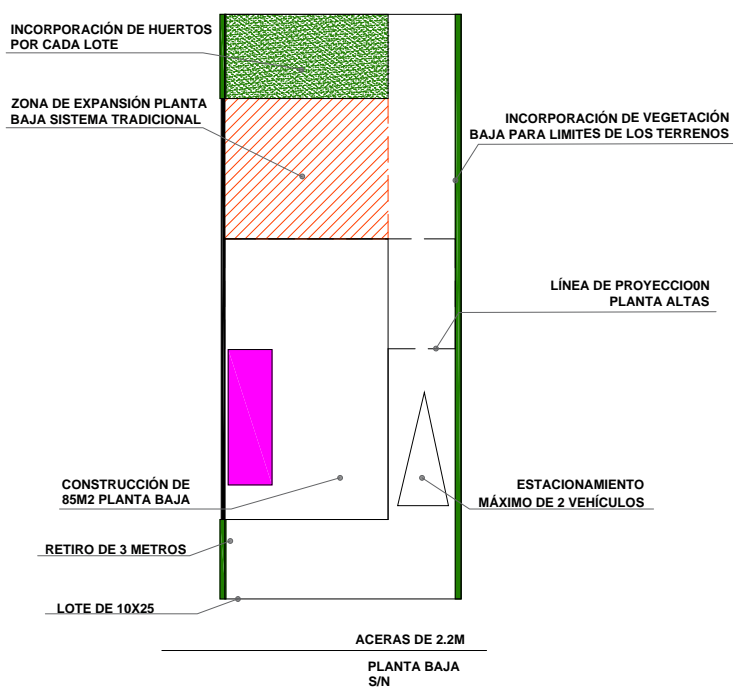 INCORPORACIÓN DE HUERTOS
POR CADA LOTE
ZONA DE EXPANSIÓN PLANTA
BAJA SISTEMA TRADICIONAL
INCORPORACIÓN DE VEGETACIÓN
BAJA PARA LIMITES DE LOS TERRENOS
LÍNEA DE PROYECCIO0N
PLANTA ALTAS
CONSTRUCCIÓN DE
85M2 PLANTA BAJA
ESTACIONAMIENTO
MÁXIMO DE 2 VEHÍCULOS
RETIRO DE 3 METROS
LOTE DE 10X25
ACERAS DE 2.2M
PLANTA BAJA
S/N